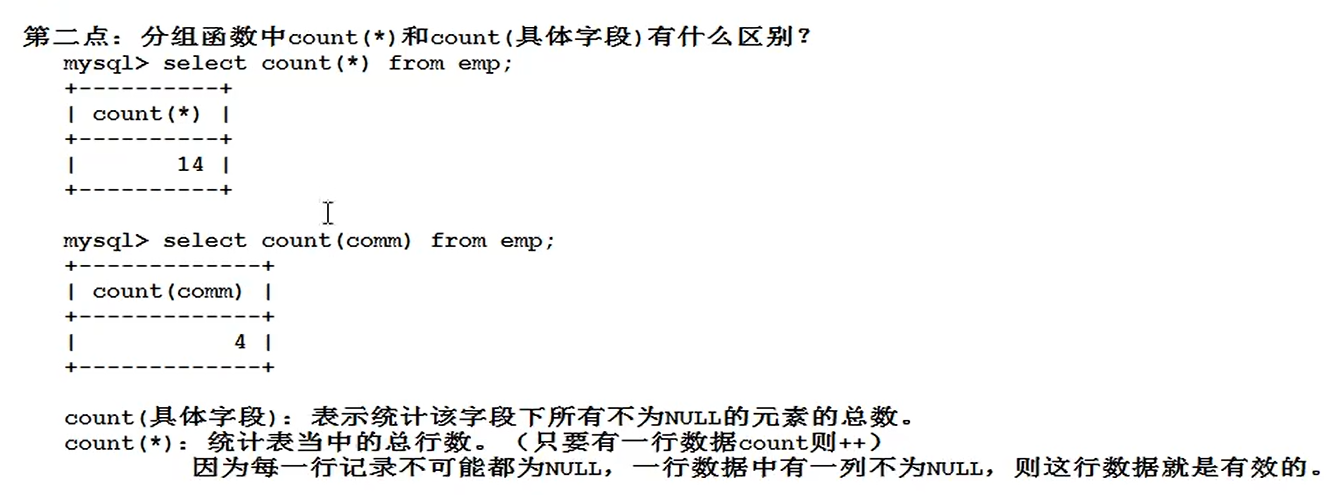 第二点：分组函数中count(*)和count(具体字段)有什么区别?
mysql> select count(*) from emp;
+----------+
| count(*) |
+----------+
|       14 |
+----------+
mysql> select count(comm) from emp;
+-------------+
| count(comm) |
+-------------+
|           4 |
+-------------+
count(具体字段)：表示统计该字段下所有不为NULL的元素的总数。
count(*)：统计表当中的总行数。（只要有一行数据count则++）
因为每一行记录不可能都为NULL，一行数据中有一列不为NULL，则这行数据就是有效的。